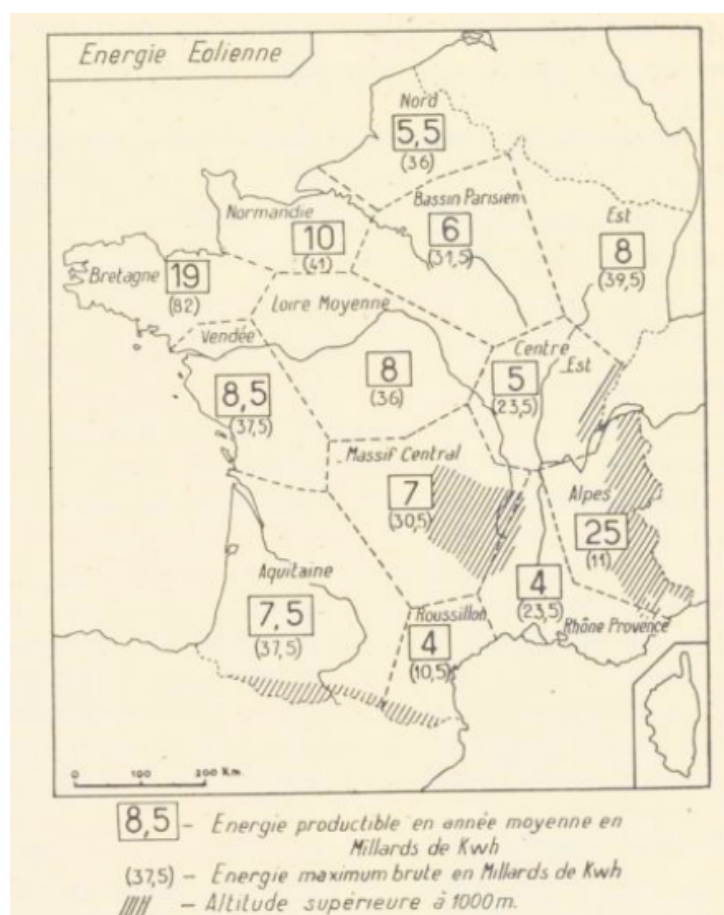 Energie Eolienne
Nord
5,5
(36)
Normandie
10
(41)
Bassin Parisien
6
(31,5)
Est
8
(39,5)
Bretagne
19
(82)
Loire Moyenne
8
(36)
Vendée
8,5
(37,5)
Centre
Est
5
(23,5)
Massif Central
7
(30,5)
Alpes
25
(11)
Aquitaine
7,5
(37,5)
Roussillon
4
(10,5)
4
(23,5)
Rhône Provence
0 100 200 Km.
8,5 – Energie productible en année moyenne en
Millards de Kwh
(37,5) – Energie maximum brute en Millards de Kwh
– Altitude supérieure à 1000m.